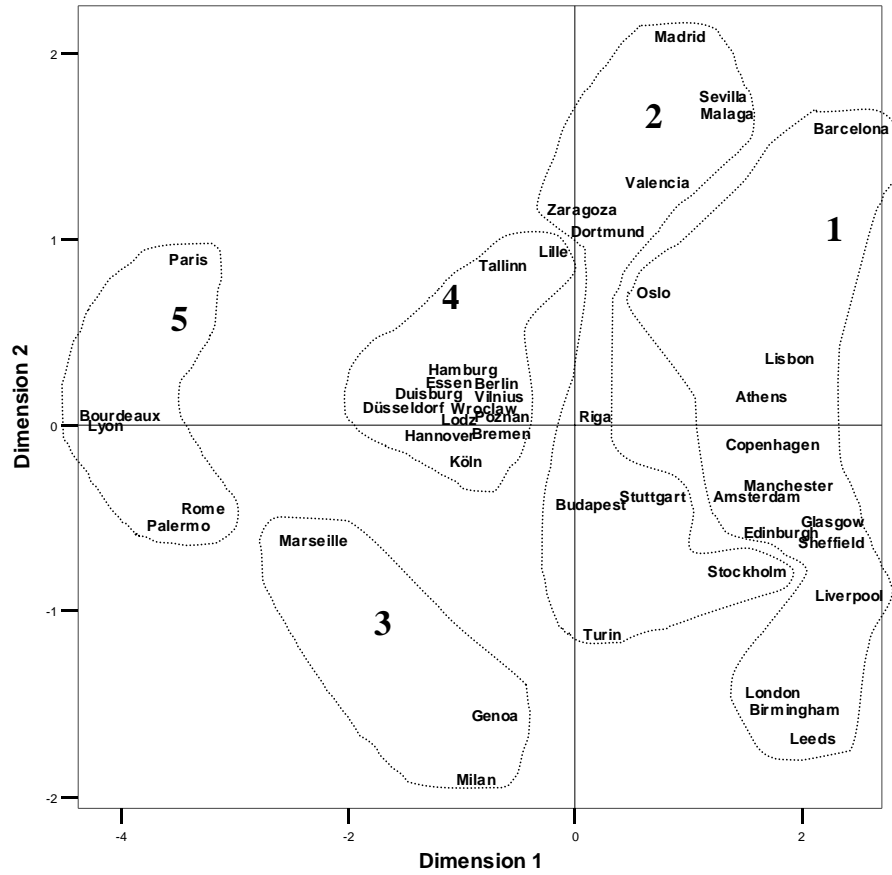 2
Madrid
Sevilla
2
Malaga
Barcelona
Valencia
Zaragoza
1
Dortmund
1
Lille
Paris
Tallinn
4
Oslo
5
Lisbon
Hamburg
Essen
Berlin
Duisburg
Vilnius
Athens
Düsseldorf
Wroclaw
Bourdeaux
Lodz
Poznan
Riga
0
Lyon
Hannover
Bremen
Copenhagen
Köln
Manchester
Stuttgart
Amsterdam
Budapest
Rome
Palermo
Glasgow
Edinburgh
Sheffield
Marseille
Stockholm
Liverpool
-1
3
Turin
London
Birmingham
Genoa
Leeds
Milan
-2
-4
-2
0
2
Dimension 1
Dimension 2